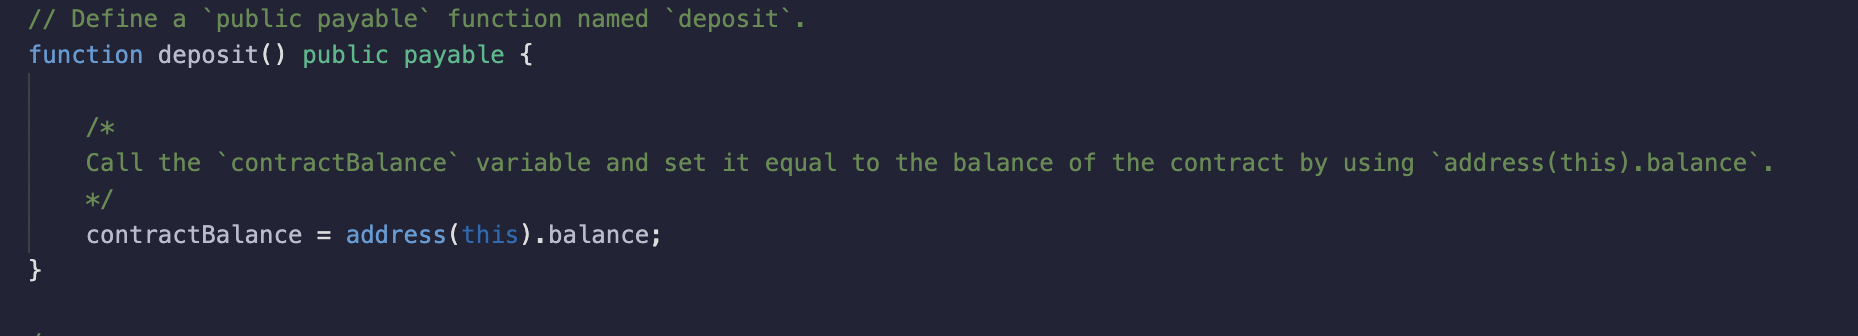 // Define a `public payable` function named `deposit`.
function deposit() public payable {
/*
Call the `contractBalance` variable and set it equal to the balance of the contract by using `address(this).balance`.
*/
contractBalance = address(this).balance;
}